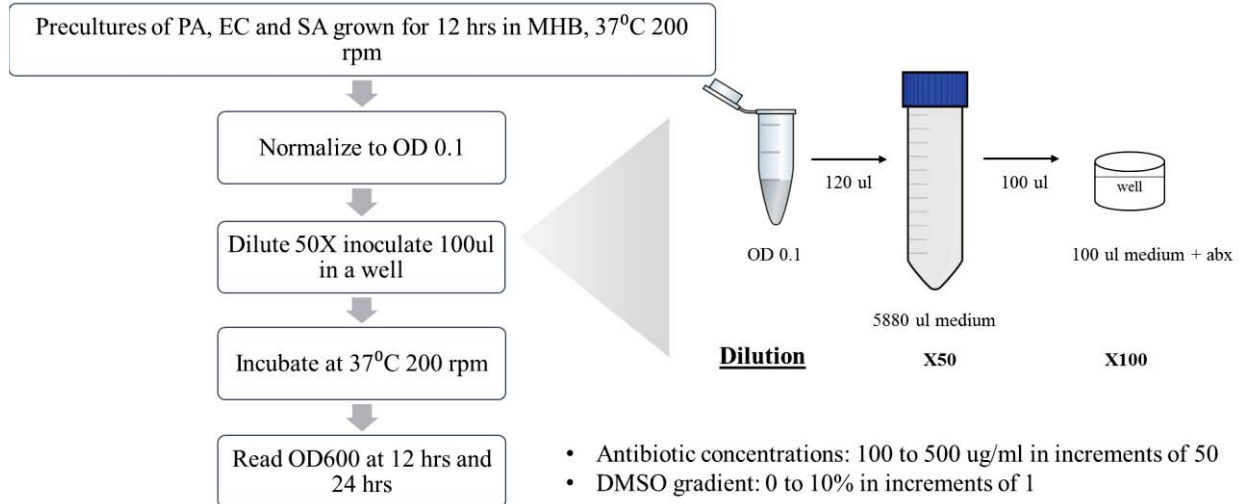 Precultures of PA, EC and SA grown for 12 hrs in MHB, 37⁰C 200
rpm
Normalize to OD 0.1
Dilute 50X inoculate 100ul
in a well
Incubate at 37⁰C 200 rpm
Read OD600 at 12 hrs and
24 hrs
120 ul
100 ul
well
OD 0.1
100 ul medium + abx
5880 ul medium
Dilution
X50
X100
• Antibiotic concentrations: 100 to 500 ug/ml in increments of 50
• DMSO gradient: 0 to 10% in increments of 1